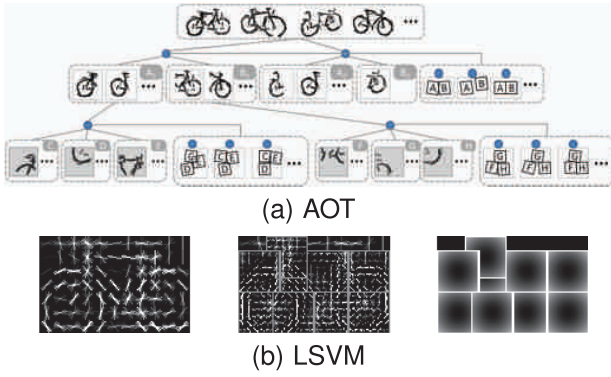 A B A B
A B A B A B
C D F F G H
G C E D C E D C E D G F H G F H G F H
(a) AOT
(b) LSVM